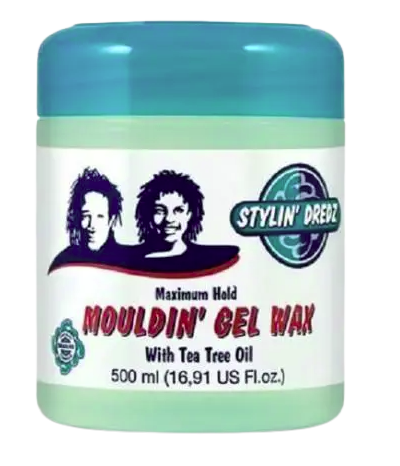 STYLIN' DREDZ
Maximum Hold
MOULDIN' GEL WAX
With Tea Tree Oil
500 ml (16,91 US Fl.oz.)